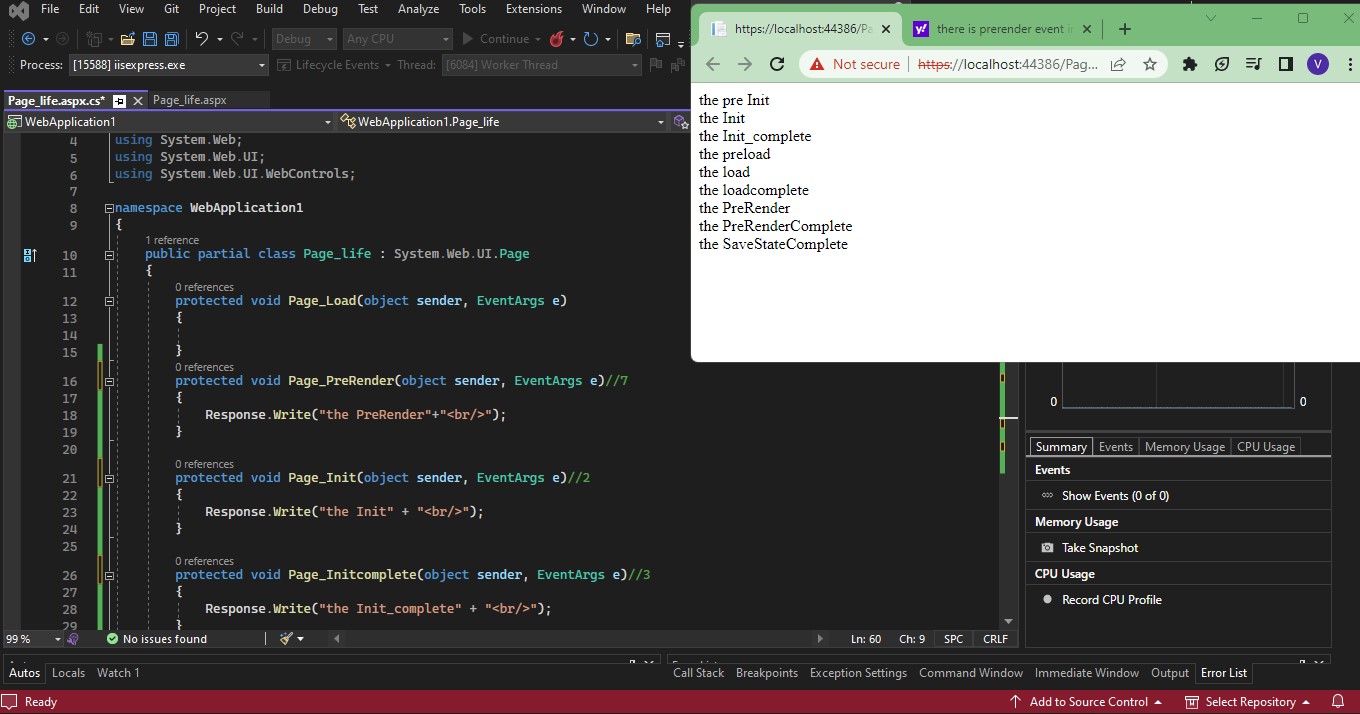 File Edit View Git Project Build Debug Test Analyze Tools Extensions Window Help
Debug Any CPU Continue
Process: [15588] iisexpress.exe Lifecycle Events Thread: [6084] Worker Thread
Page_life.aspx.cs* Page_life.aspx
WebApplication1 WebApplication1.Page_life
4 using System.Web;
5 using System.Web.UI;
6 using System.Web.UI.WebControls;
7
8 namespace WebApplication1
9 {
1 reference
10 public partial class Page_life : System.Web.UI.Page
11 {
0 references
12 protected void Page_Load(object sender, EventArgs e)
13 {
14
15 }
0 references
16 protected void Page_PreRender(object sender, EventArgs e)//7
17 {
18 Response.Write("the PreRender"+"<br/>");
19 }
20
0 references
21 protected void Page_Init(object sender, EventArgs e)//2
22 {
23 Response.Write("the Init" + "<br/>");
24 }
25
0 references
26 protected void Page_Initcomplete(object sender, EventArgs e)//3
27 {
28 Response.Write("the Init_complete" + "<br/>");
29 }
99 % No issues found Ln: 60 Ch: 9 SPC CRLF
https://localhost:44386/Pa there is prerender event i
Not secure https://localhost:44386/Pag... V
the pre Init
the Init
the Init_complete
the preload
the load
the loadcomplete
the PreRender
the PreRenderComplete
the SaveStateComplete
0 0
Summary Events Memory Usage CPU Usage
Events
Show Events (0 of 0)
Memory Usage
Take Snapshot
CPU Usage
Record CPU Profile
Autos Locals Watch 1
Call Stack Breakpoints Exception Settings Command Window Immediate Window Output Error List
Ready Add to Source Control Select Repository